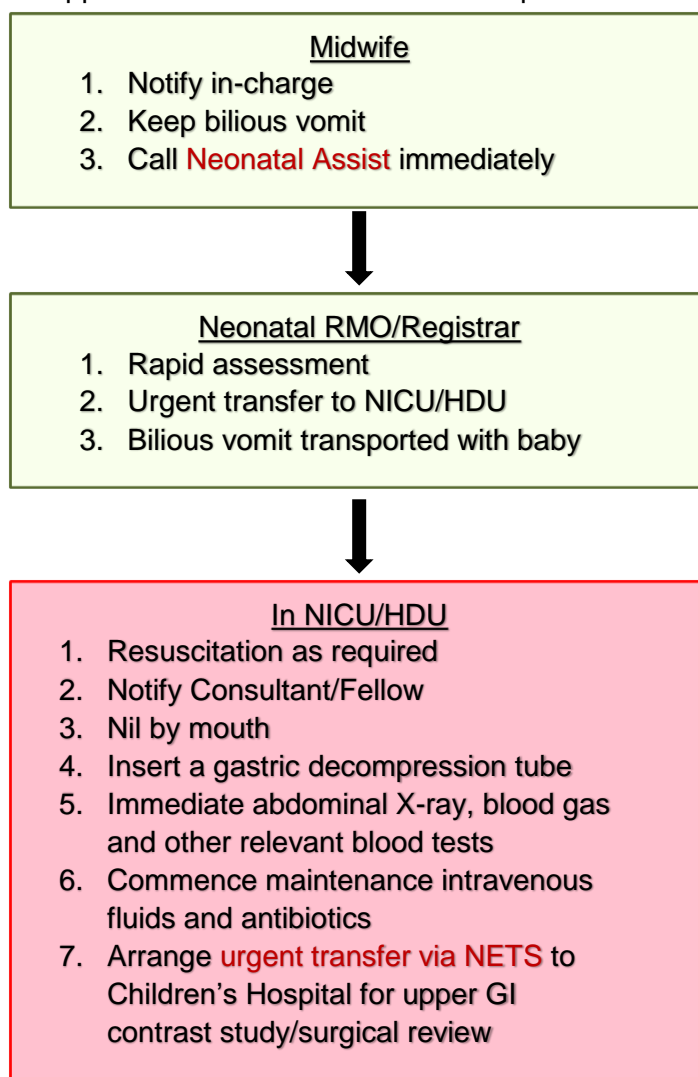 Midwife
1. Notify in-charge
2. Keep bilious vomit
3. Call Neonatal Assist immediately
Neonatal RMO/Registrar
1. Rapid assessment
2. Urgent transfer to NICU/HDU
3. Bilious vomit transported with baby
In NICU/HDU
1. Resuscitation as required
2. Notify Consultant/Fellow
3. Nil by mouth
4. Insert a gastric decompression tube
5. Immediate abdominal X-ray, blood gas
and other relevant blood tests
6. Commence maintenance intravenous
fluids and antibiotics
7. Arrange urgent transfer via NETS to
Children’s Hospital for upper GI
contrast study/surgical review